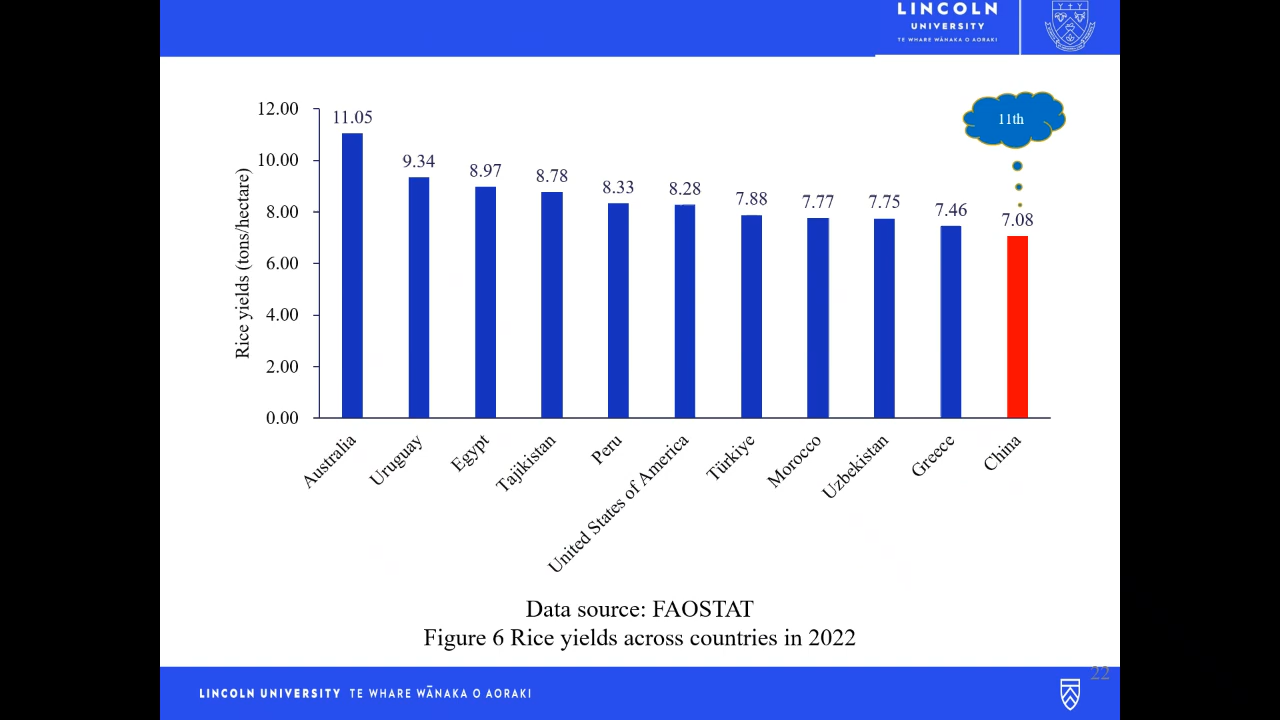 LINCOLN
UNIVERSITY
TE WHARE WĀNAKA O AORAKI
11th
Rice yields (tons/hectare)
12.00
10.00
8.00
6.00
4.00
2.00
0.00
11.05
9.34
8.97
8.78
8.33
8.28
7.88
7.77
7.75
7.46
7.08
Australia
Uruguay
Egypt
Tajikistan
Peru
United States of America
Türkiye
Morocco
Uzbekistan
Greece
China
Data source: FAOSTAT
Figure 6 Rice yields across countries in 2022
22
LINCOLN UNIVERSITY TE WHARE WĀNAKA O AORAKI